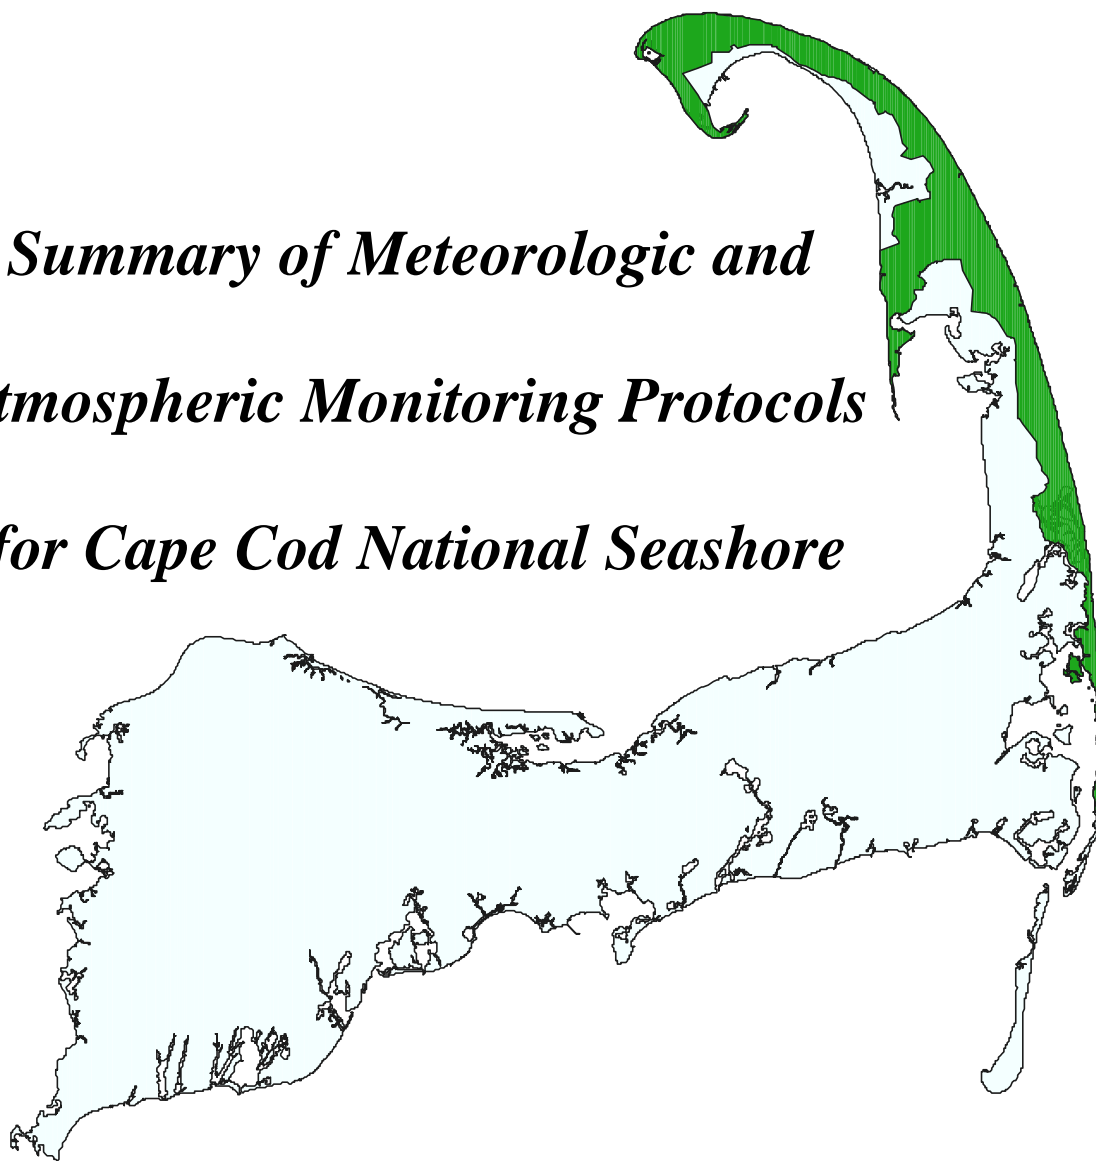 Summary of Meteorologic and
tmospheric Monitoring Protocols
for Cape Cod National Seashore